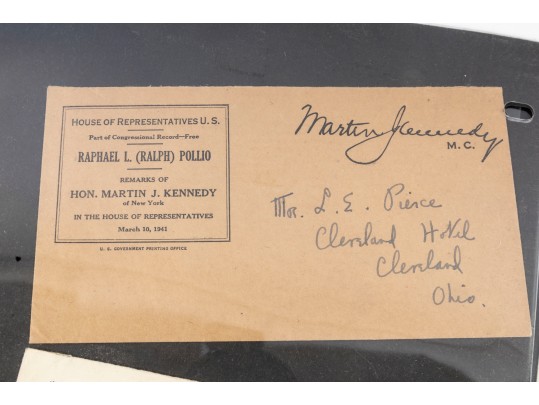 HOUSE OF REPRESENTATIVES U. S.
Part of Congressional Record—Free
RAPHAEL L. (RALPH) POLLIO
REMARKS OF
HON. MARTIN J. KENNEDY
of New York
IN THE HOUSE OF REPRESENTATIVES
March 10, 1941
U. S. GOVERNMENT PRINTING OFFICE
Martin J. Kennedy
M. C.
Mr. L. E. Pierce
Cleveland Hotel
Cleveland
Ohio.